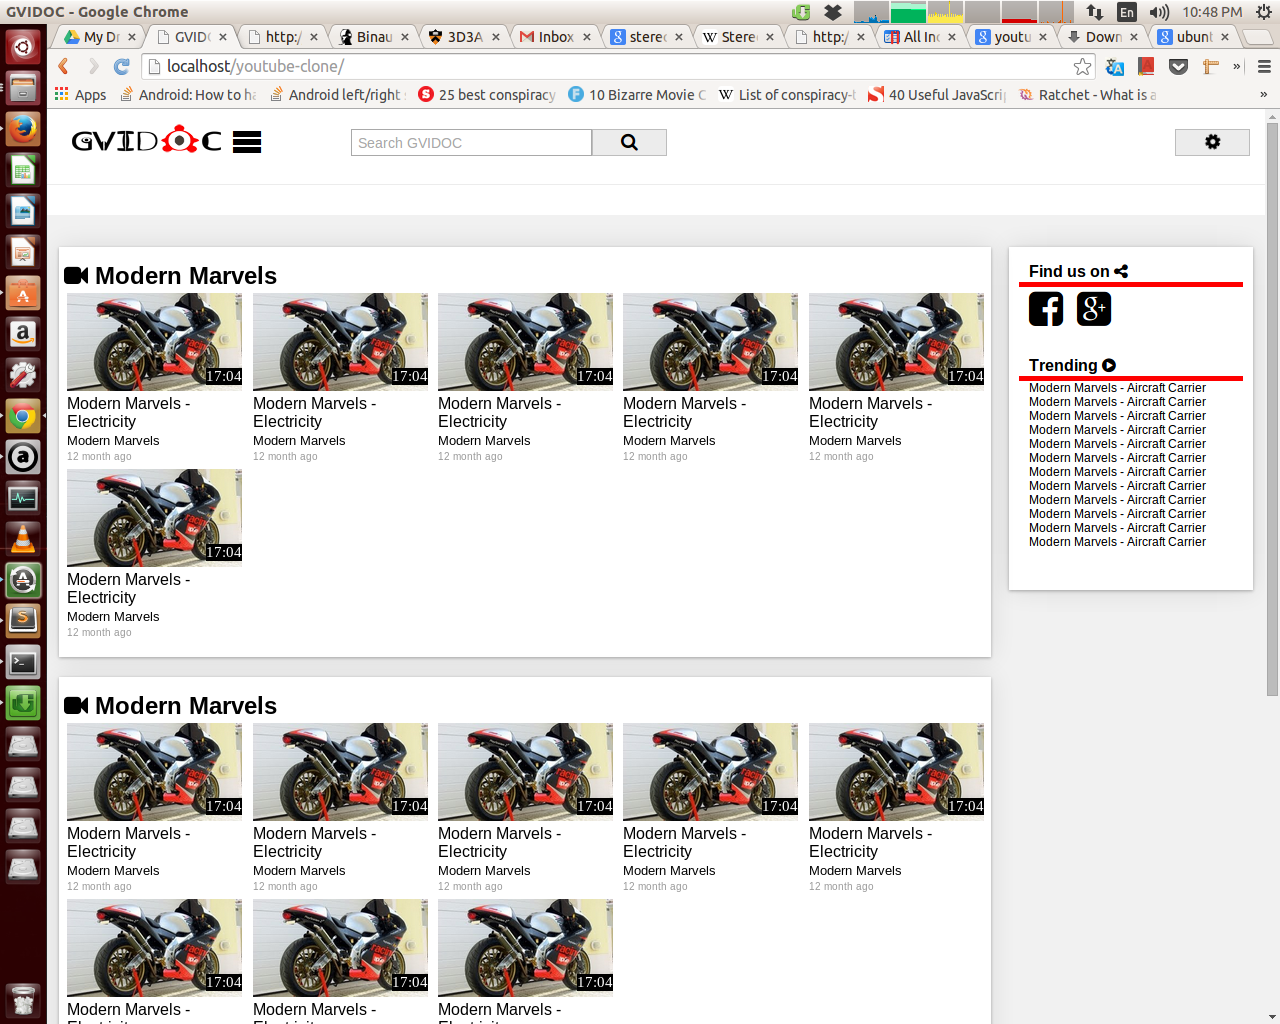 GVIDOC - Google Chrome
En
10:48 PM
My Dr
GVIDO
http:/
Binau
3D3A
Inbox
stereo
Stere
http:/
All Inc
youtu
Down
ubunt
localhost/youtube-clone/
Apps
Android: How to ha
Android left/right
25 best conspiracy
10 Bizarre Movie C
List of conspiracy-t
40 Useful JavaScrip
Ratchet - What is a
»
GVIDOC
Search GVIDOC
Modern Marvels
17:04
17:04
17:04
17:04
17:04
Modern Marvels - Electricity
Modern Marvels
12 month ago
Modern Marvels - Electricity
Modern Marvels
12 month ago
Modern Marvels - Electricity
Modern Marvels
12 month ago
Modern Marvels - Electricity
Modern Marvels
12 month ago
Modern Marvels - Electricity
Modern Marvels
12 month ago
17:04
Modern Marvels -
Electricity
Modern Marvels
12 month ago
Find us on
Trending
Modern Marvels - Aircraft Carrier
Modern Marvels - Aircraft Carrier
Modern Marvels - Aircraft Carrier
Modern Marvels - Aircraft Carrier
Modern Marvels - Aircraft Carrier
Modern Marvels - Aircraft Carrier
Modern Marvels - Aircraft Carrier
Modern Marvels - Aircraft Carrier
Modern Marvels - Aircraft Carrier
Modern Marvels - Aircraft Carrier
Modern Marvels - Aircraft Carrier
Modern Marvels - Aircraft Carrier
Modern Marvels
17:04
17:04
17:04
17:04
17:04
Modern Marvels - Electricity
Modern Marvels
12 month ago
Modern Marvels - Electricity
Modern Marvels
12 month ago
Modern Marvels - Electricity
Modern Marvels
12 month ago
Modern Marvels - Electricity
Modern Marvels
12 month ago
Modern Marvels - Electricity
Modern Marvels
12 month ago
17:04
17:04
17:04
Modern Marvels -
Electricity
Modern Marvels -
Electricity
Modern Marvels -
Electricity